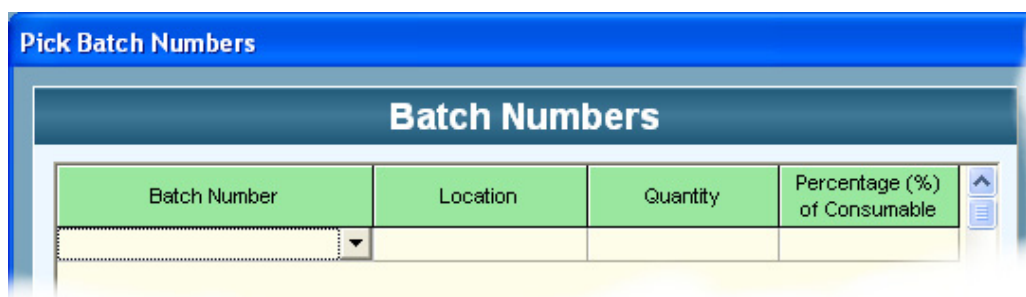 Pick Batch Numbers
Batch Numbers
Batch Number
Location
Quantity
Percentage (%)
of Consumable